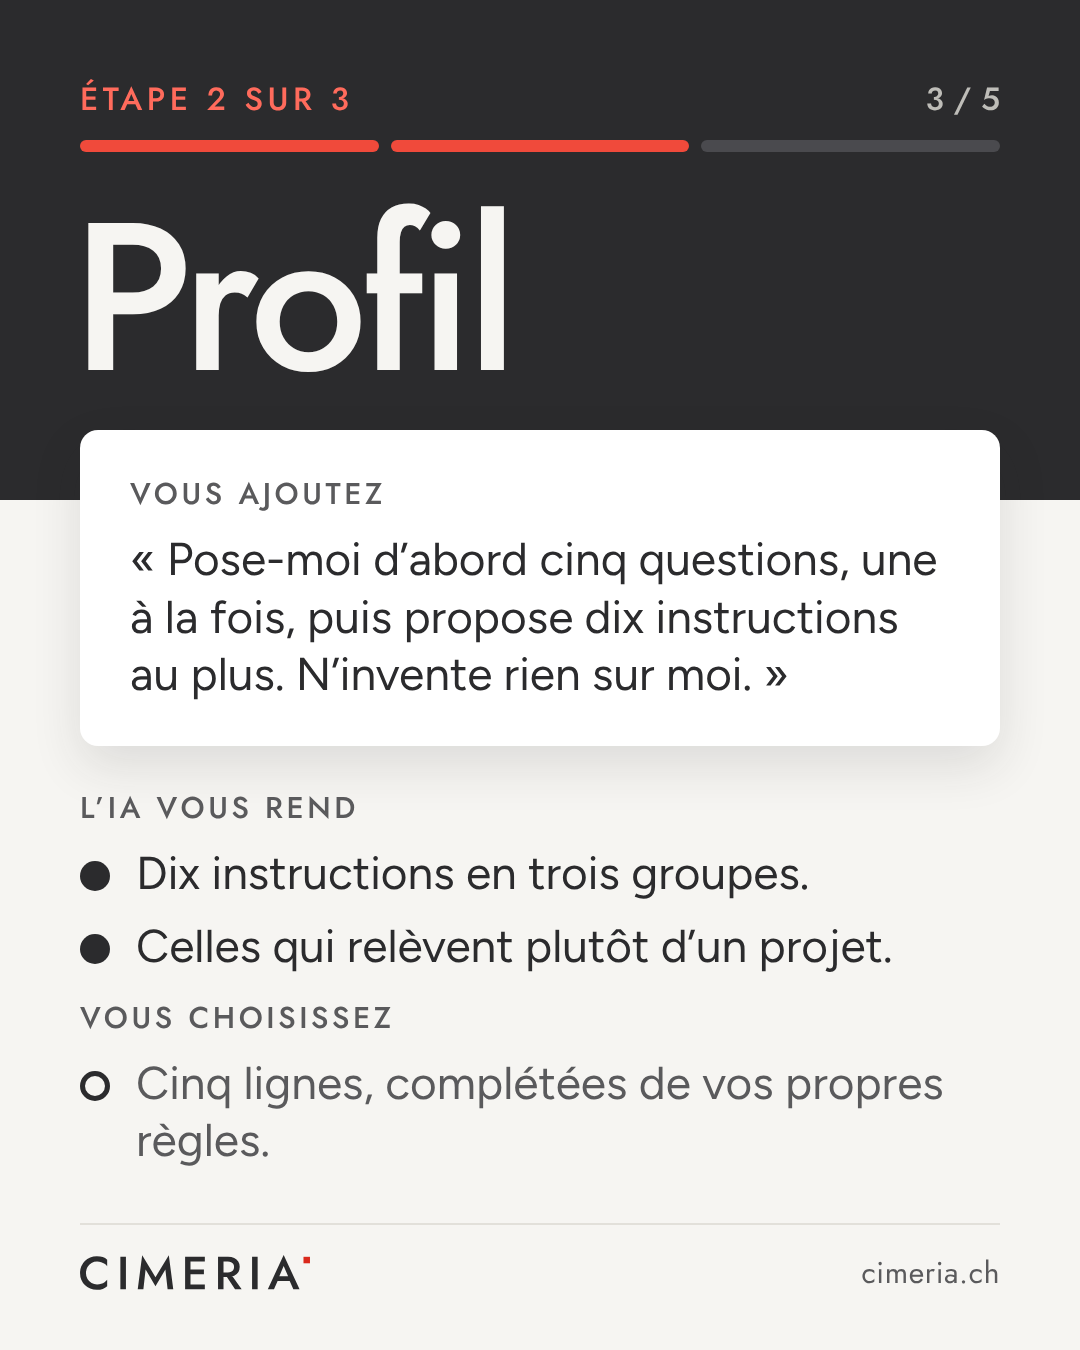 ÉTAPE 2 SUR 3
3 / 5
Profil
VOUS AJOUTEZ
« Pose-moi d’abord cinq questions, une
à la fois, puis propose dix instructions
au plus. N’invente rien sur moi. »
L’IA VOUS REND
Dix instructions en trois groupes.
Celles qui relèvent plutôt d’un projet.
VOUS CHOISISSEZ
Cinq lignes, complétées de vos propres
règles.
CIMERIA
cimeria.ch